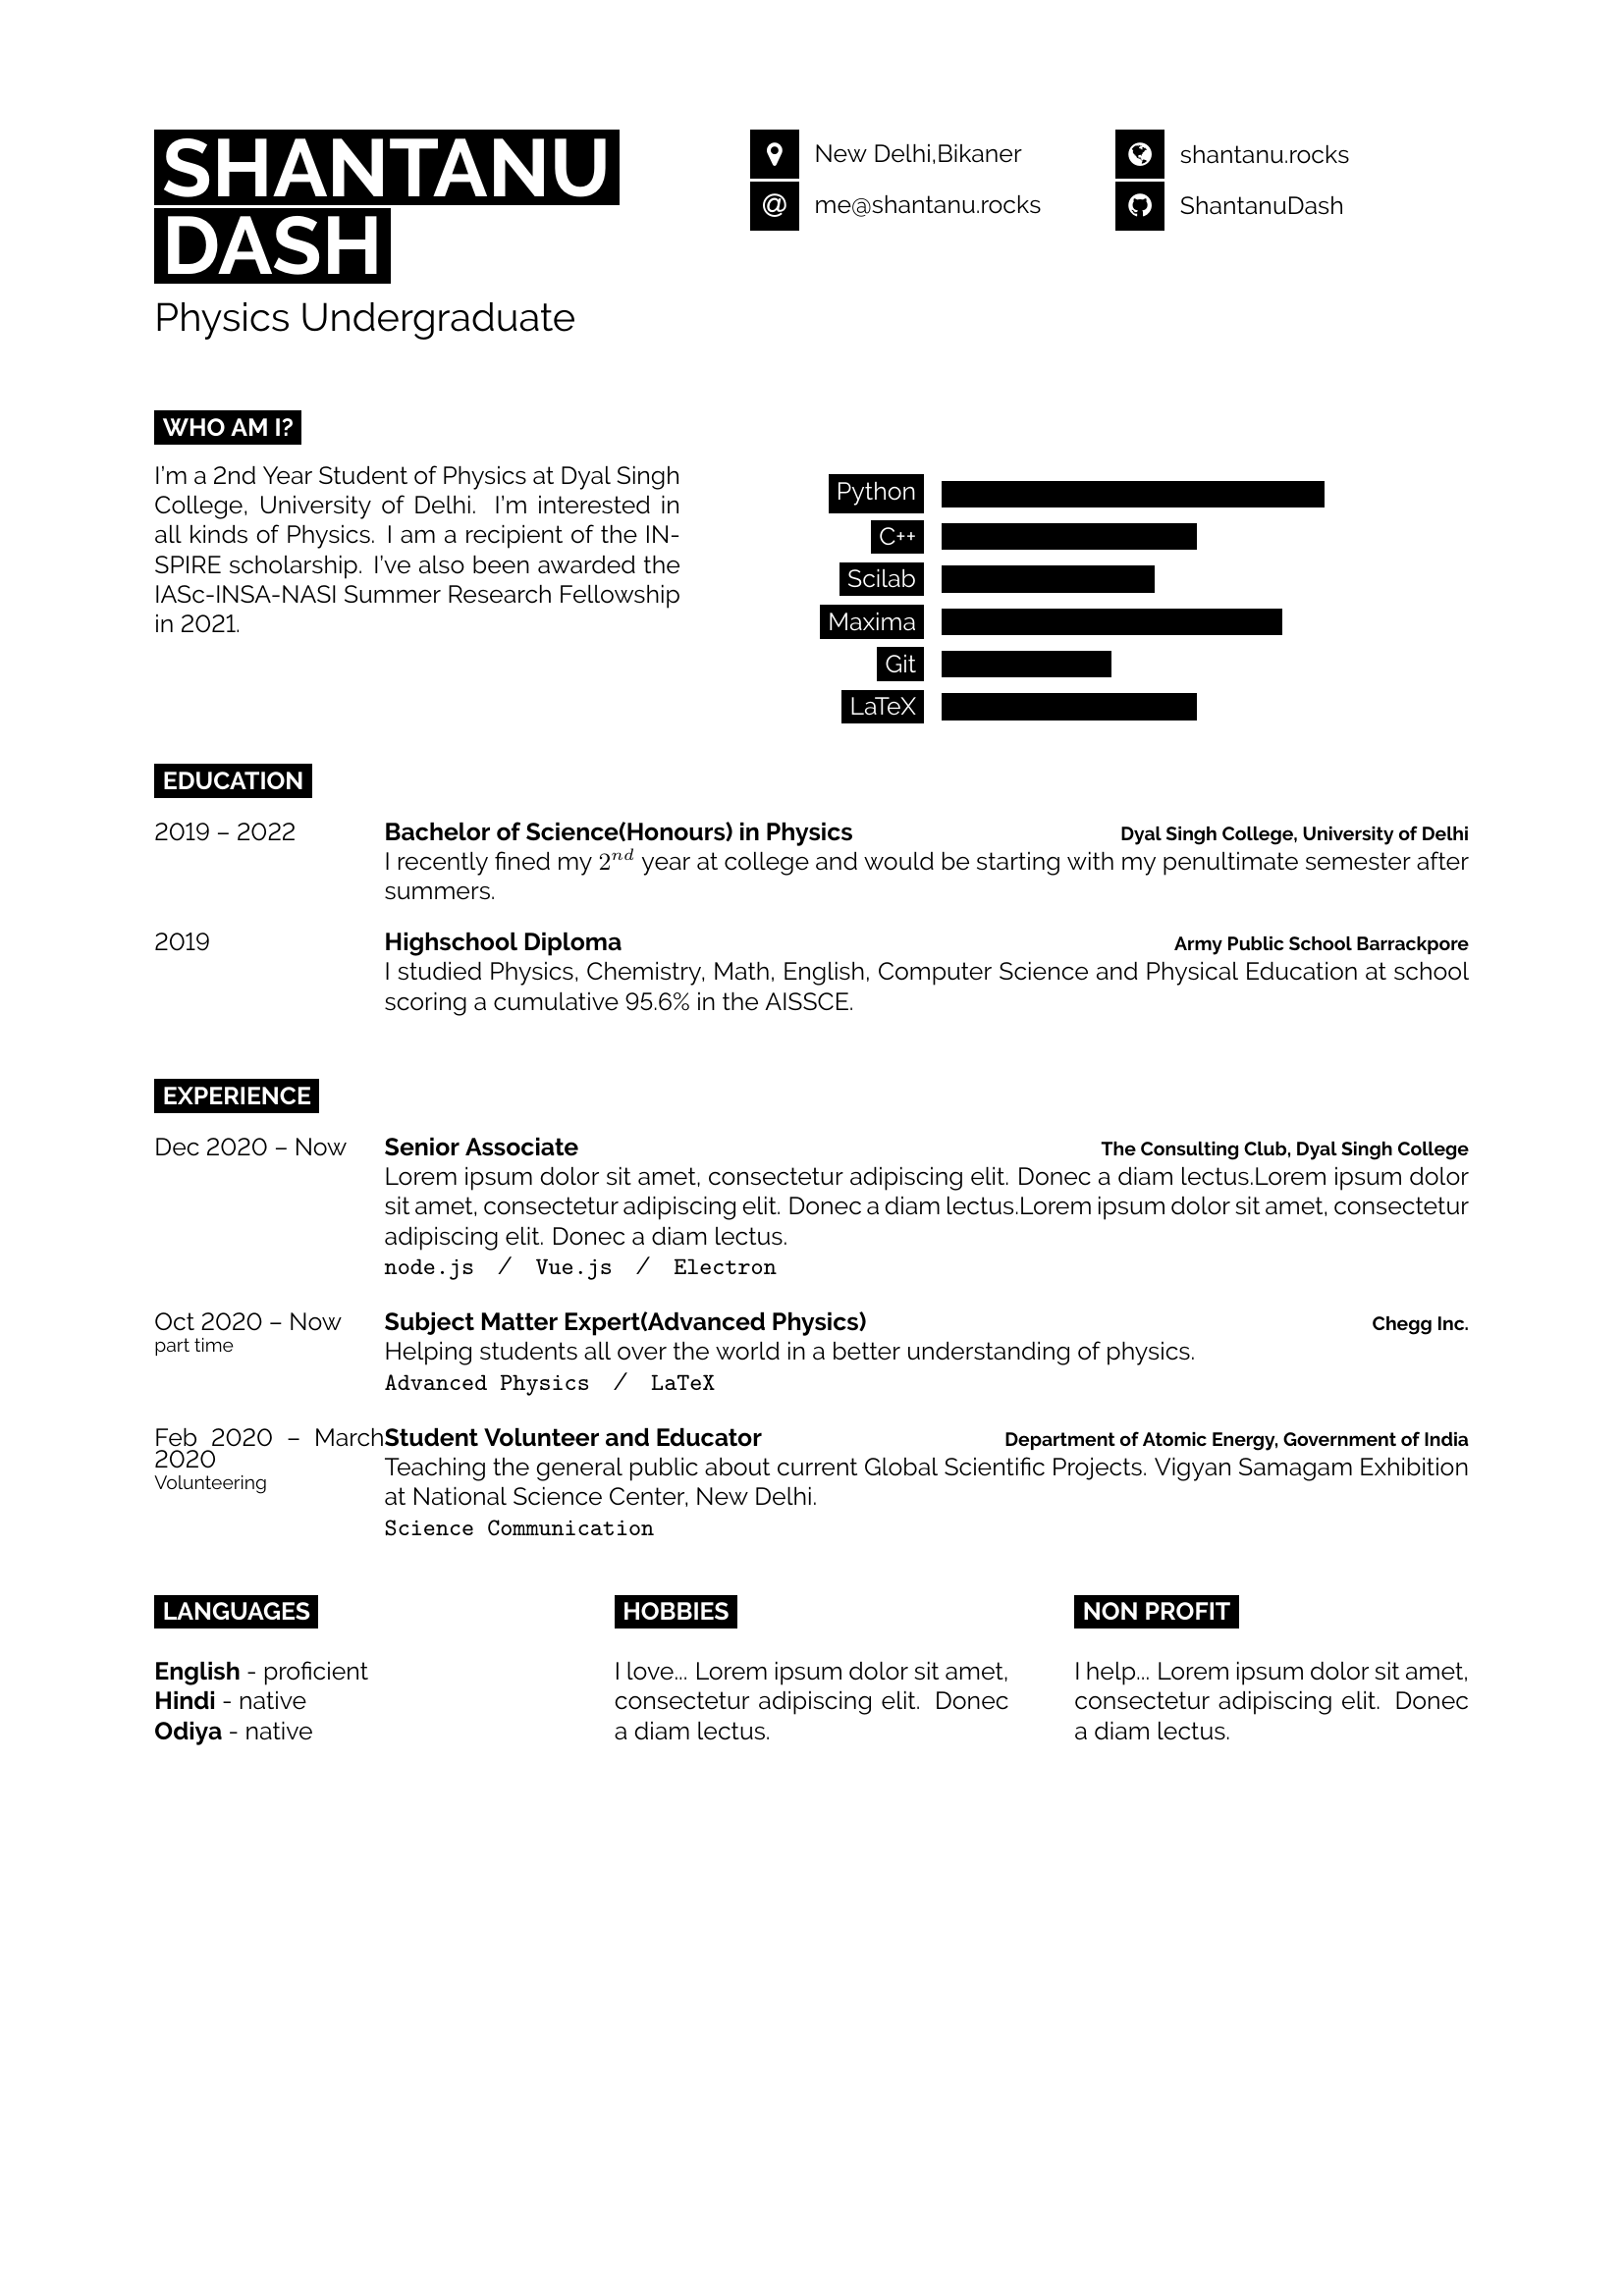 SHANTANU
DASH
Physics Undergraduate
New Delhi,Bikaner
me@shantanu.rocks
shantanu.rocks
ShantanuDash
WHO AM I?
I'm a 2nd Year Student of Physics at Dyal Singh
College, University of Delhi. I'm interested in
all kinds of Physics. I am a recipient of the IN-
SPIRE scholarship. I've also been awarded the
IASc-INSA-NASI Summer Research Fellowship
in 2021.
Python
C++
Scilab
Maxima
Git
LaTeX
EDUCATION
2019 – 2022 Bachelor of Science(Honours) in Physics Dyal Singh College, University of Delhi
I recently fined my 2nd year at college and would be starting with my penultimate semester after
summers.
2019 Highschool Diploma Army Public School Barrackpore
I studied Physics, Chemistry, Math, English, Computer Science and Physical Education at school
scoring a cumulative 95.6% in the AISSCE.
EXPERIENCE
Dec 2020 – Now Senior Associate The Consulting Club, Dyal Singh College
Lorem ipsum dolor sit amet, consectetur adipiscing elit. Donec a diam lectus.Lorem ipsum dolor
sit amet, consectetur adipiscing elit. Donec a diam lectus.Lorem ipsum dolor sit amet, consectetur
adipiscing elit. Donec a diam lectus.
node.js / Vue.js / Electron
Oct 2020 – Now Subject Matter Expert(Advanced Physics) Chegg Inc.
part time
Helping students all over the world in a better understanding of physics.
Advanced Physics / LaTeX
Feb 2020 – March Student Volunteer and Educator Department of Atomic Energy, Government of India
2020
Volunteering
Teaching the general public about current Global Scientific Projects. Vigyan Samagam Exhibition
at National Science Center, New Delhi.
Science Communication
LANGUAGES
English - proficient
Hindi - native
Odiya - native
HOBBIES
I love... Lorem ipsum dolor sit amet,
consectetur adipiscing elit. Donec
a diam lectus.
NON PROFIT
I help... Lorem ipsum dolor sit amet,
consectetur adipiscing elit. Donec
a diam lectus.